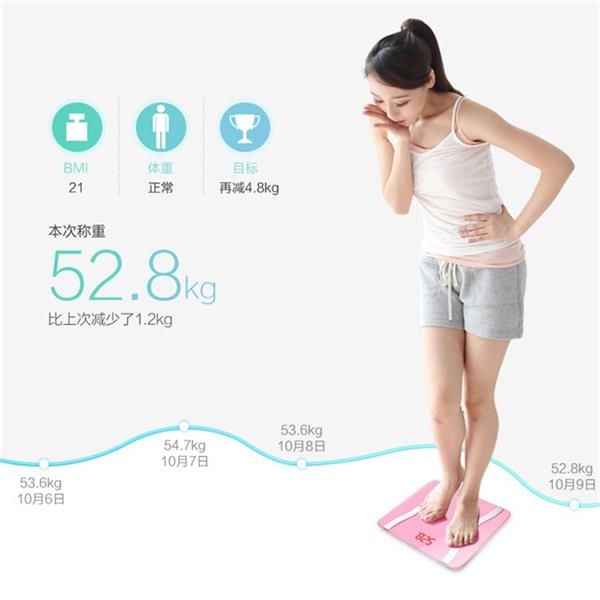 BMI
21
体重
正常
目标
再减4.8kg
本次称重
52.8kg
比上次减少了1.2kg
53.6kg
10月6日
54.7kg
10月7日
53.6kg
10月8日
52.8kg
10月9日